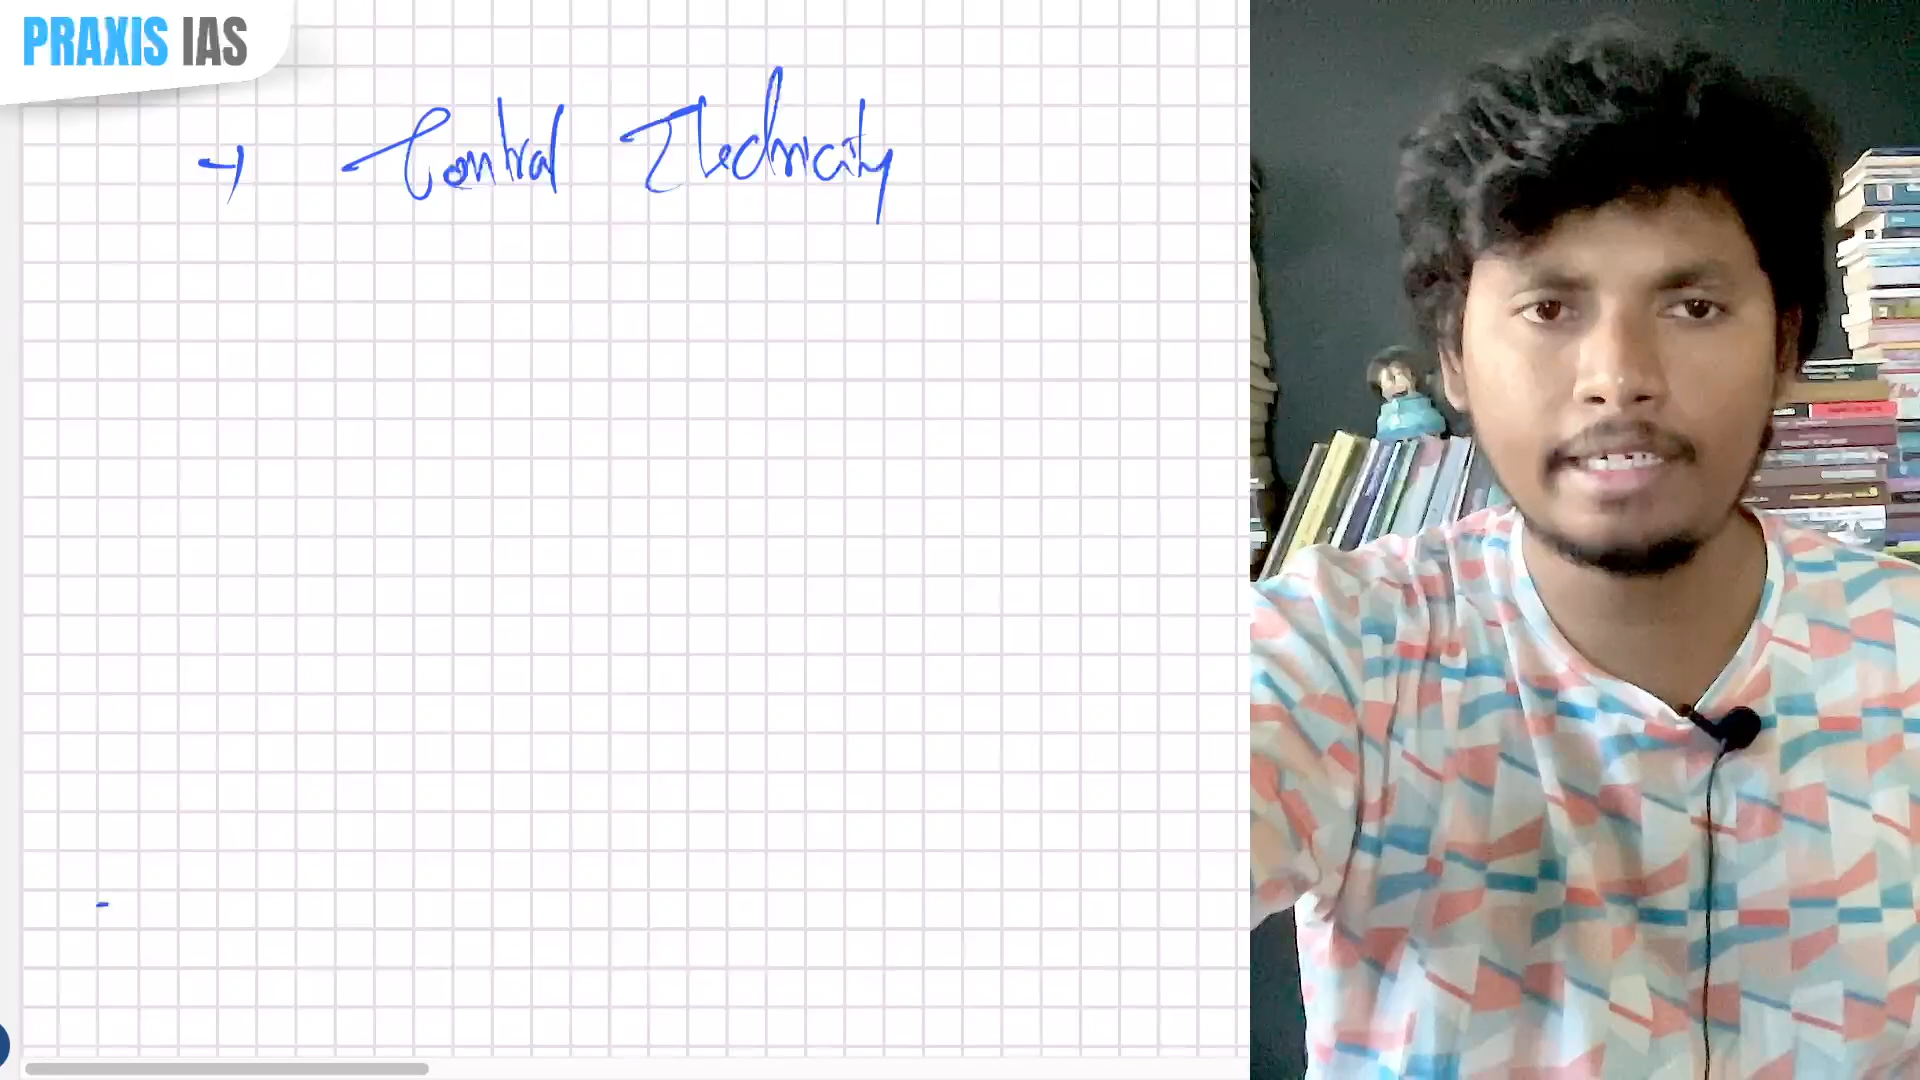 PRAXIS IAS
→ Central Electricity
-